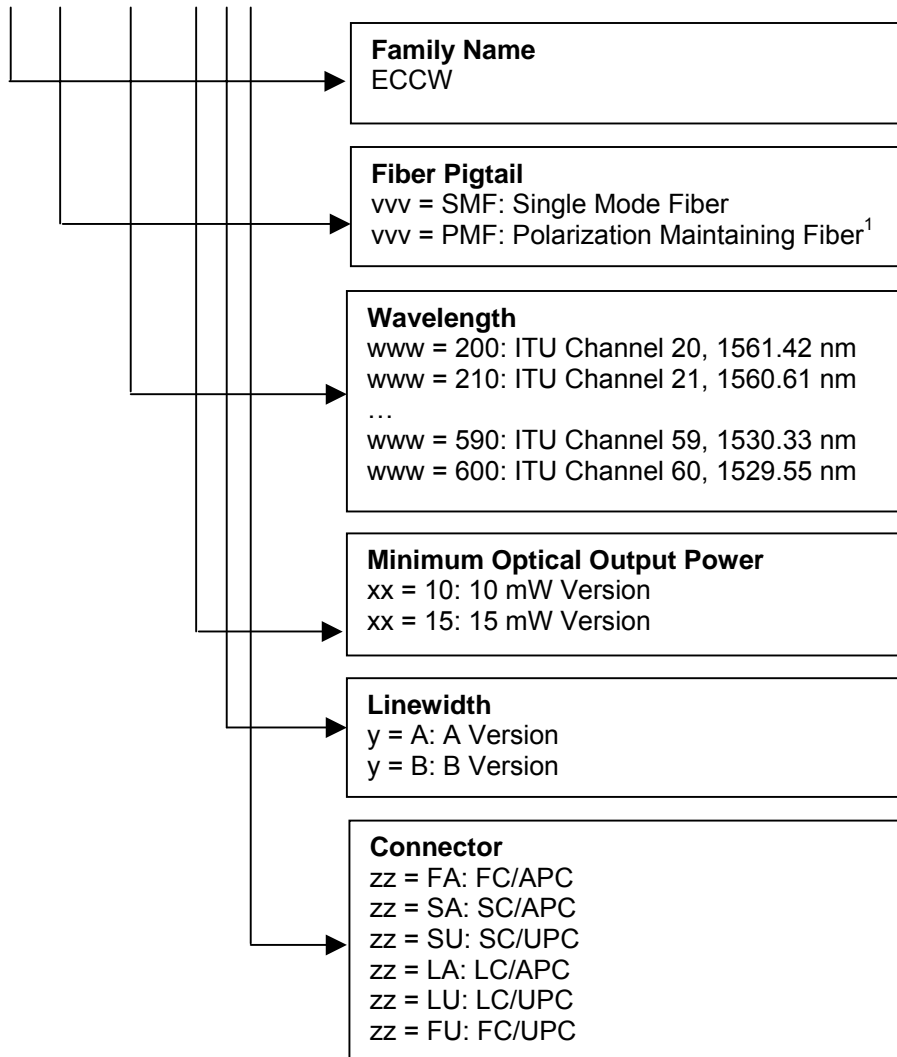 Family Name
ECCW
Fiber Pigtail
vvv = SMF: Single Mode Fiber
vvv = PMF: Polarization Maintaining Fiber1
Wavelength
www = 200: ITU Channel 20, 1561.42 nm
www = 210: ITU Channel 21, 1560.61 nm
…
www = 590: ITU Channel 59, 1530.33 nm
www = 600: ITU Channel 60, 1529.55 nm
Minimum Optical Output Power
xx = 10: 10 mW Version
xx = 15: 15 mW Version
Linewidth
y = A: A Version
y = B: B Version
Connector
zz = FA: FC/APC
zz = SA: SC/APC
zz = SU: SC/UPC
zz = LA: LC/APC
zz = LU: LC/UPC
zz = FU: FC/UPC